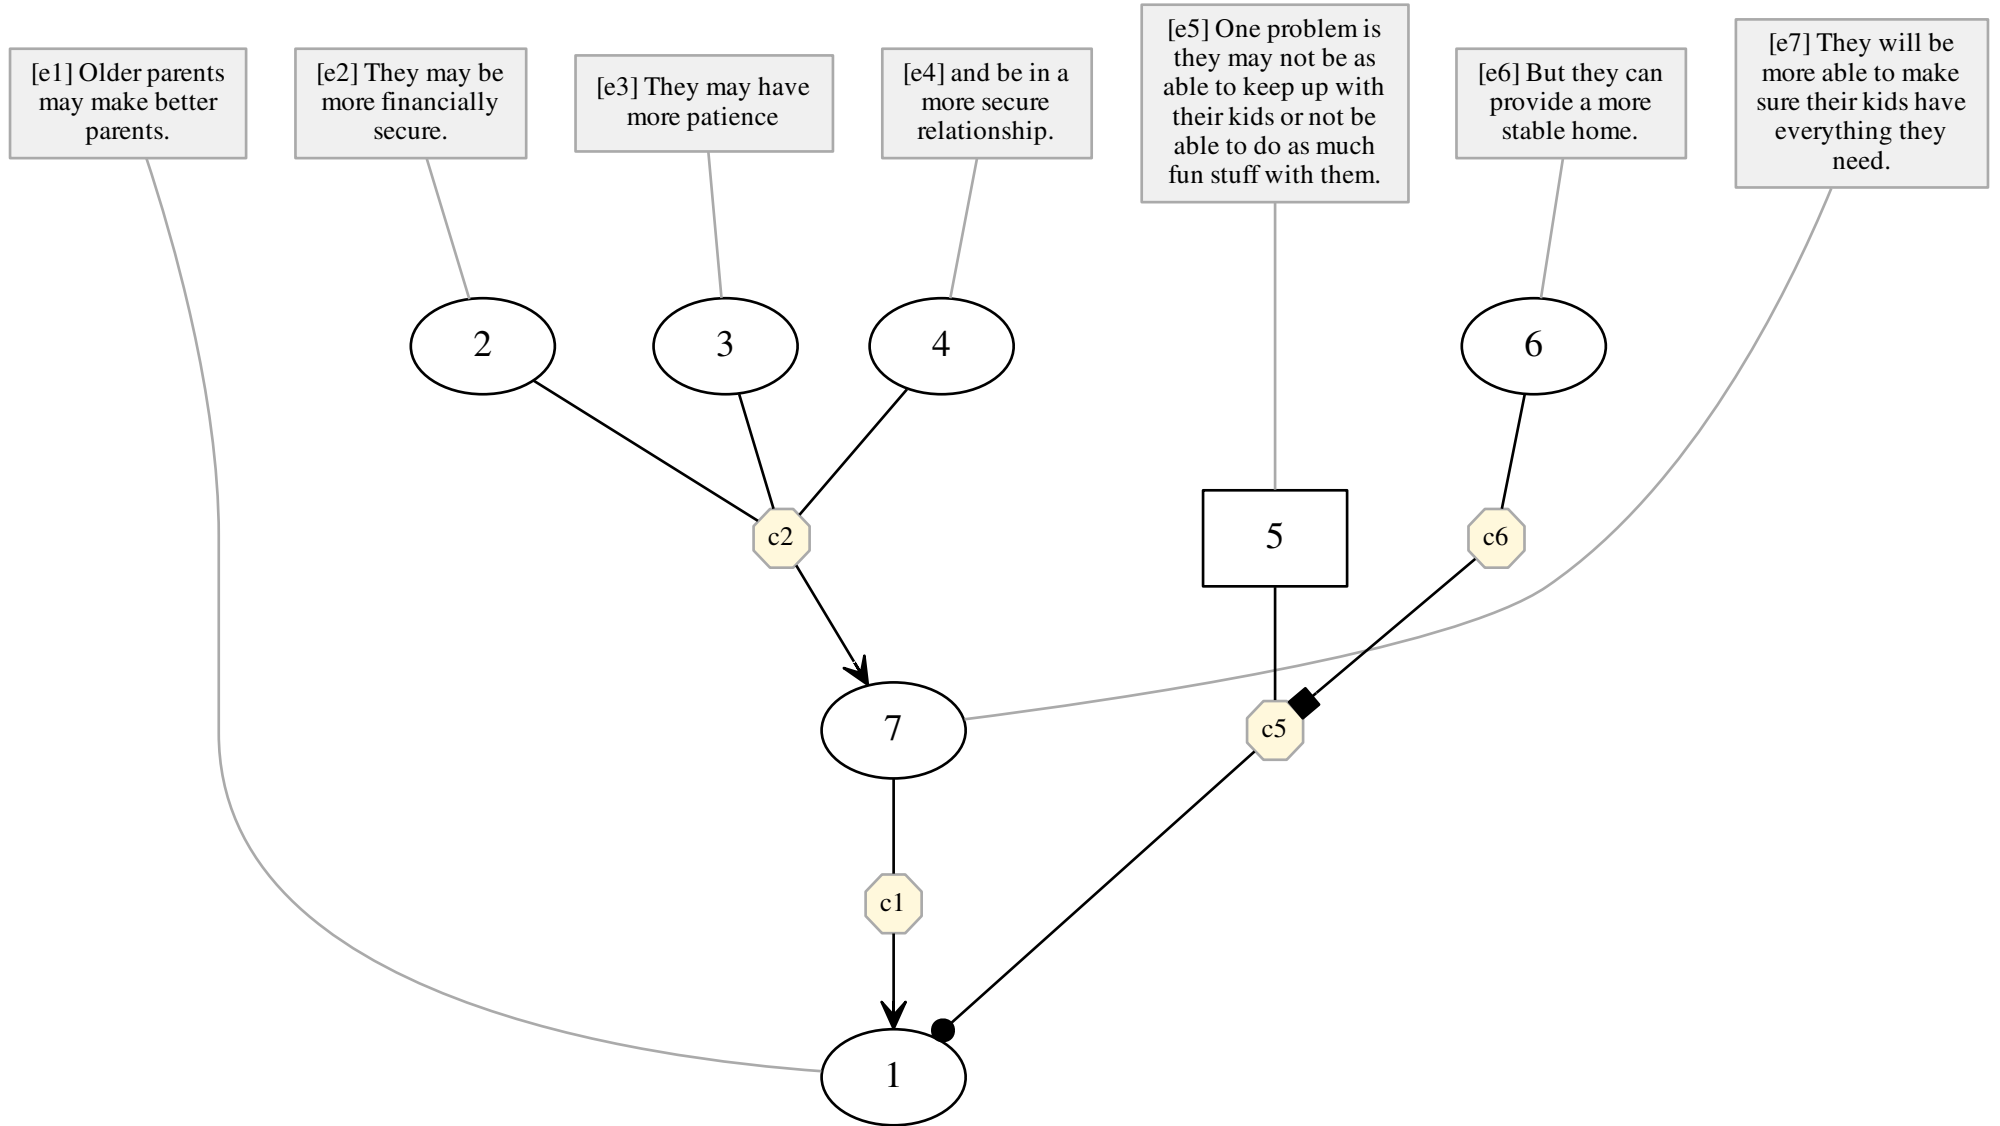 [e1] Older parents
may make better
parents.
[e2] They may be
more financially
secure.
[e3] They may have
more patience
[e4] and be in a
more secure
relationship.
[e5] One problem is
they may not be as
able to keep up with
their kids or not be
able to do as much
fun stuff with them.
[e6] But they can
provide a more
stable home.
[e7] They will be
more able to make
sure their kids have
everything they
need.
2
3
4
6
c2
5
c6
7
c5
c1
1